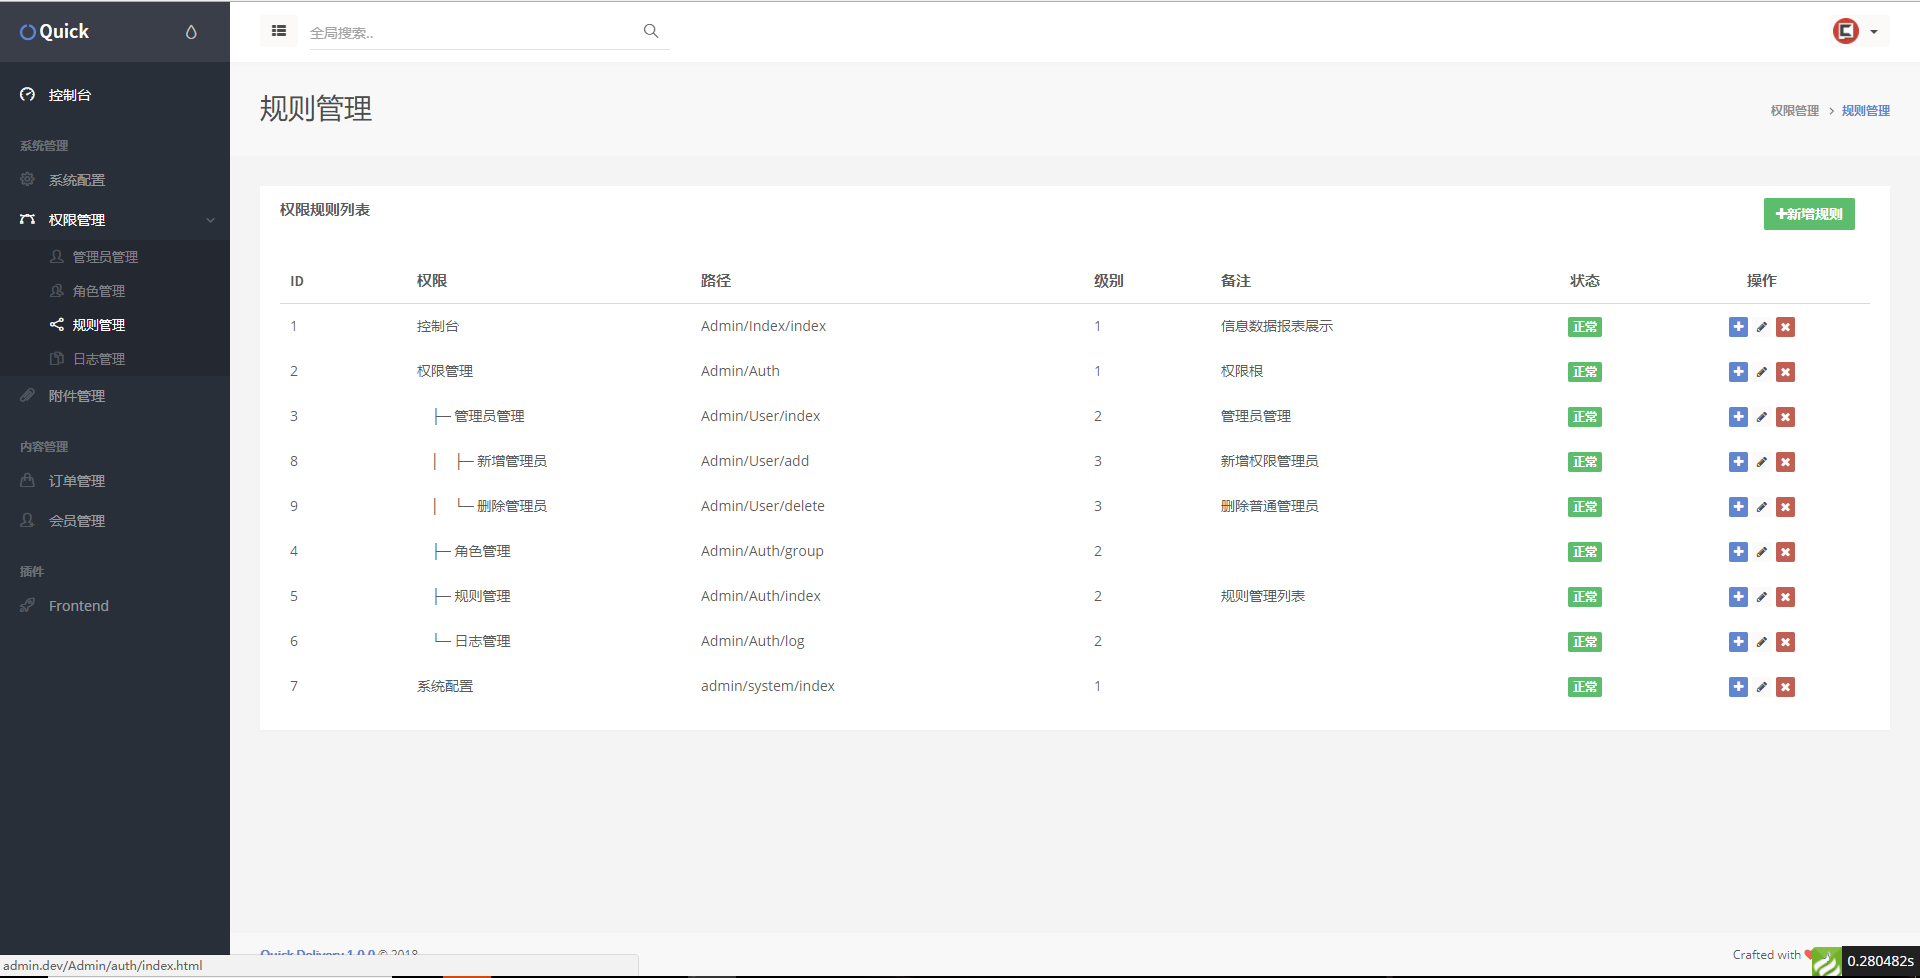 Quick
全局搜索..
控制台
系统管理
系统配置
权限管理
管理员管理
角色管理
规则管理
日志管理
附件管理
内容管理
订单管理
会员管理
插件
Frontend
规则管理
权限管理 > 规则管理
权限规则列表
新增规则
ID 权限 路径 级别 备注 状态 操作
1 控制台 Admin/Index/index 1 信息数据报表展示 正常
2 权限管理 Admin/Auth 1 权限根 正常
3 ├─ 管理员管理 Admin/User/index 2 管理员管理 正常
8 │ ├─ 新增管理员 Admin/User/add 3 新增权限管理员 正常
9 │ └─ 删除管理员 Admin/User/delete 3 删除普通管理员 正常
4 ├─ 角色管理 Admin/Auth/group 2 正常
5 ├─ 规则管理 Admin/Auth/index 2 规则管理列表 正常
6 └─ 日志管理 Admin/Auth/log 2 正常
7 系统配置 admin/system/index 1 正常
Quick Delivery 1.0.0 © 2018
Crafted with
admin.dev/Admin/auth/index.html
0.280482s